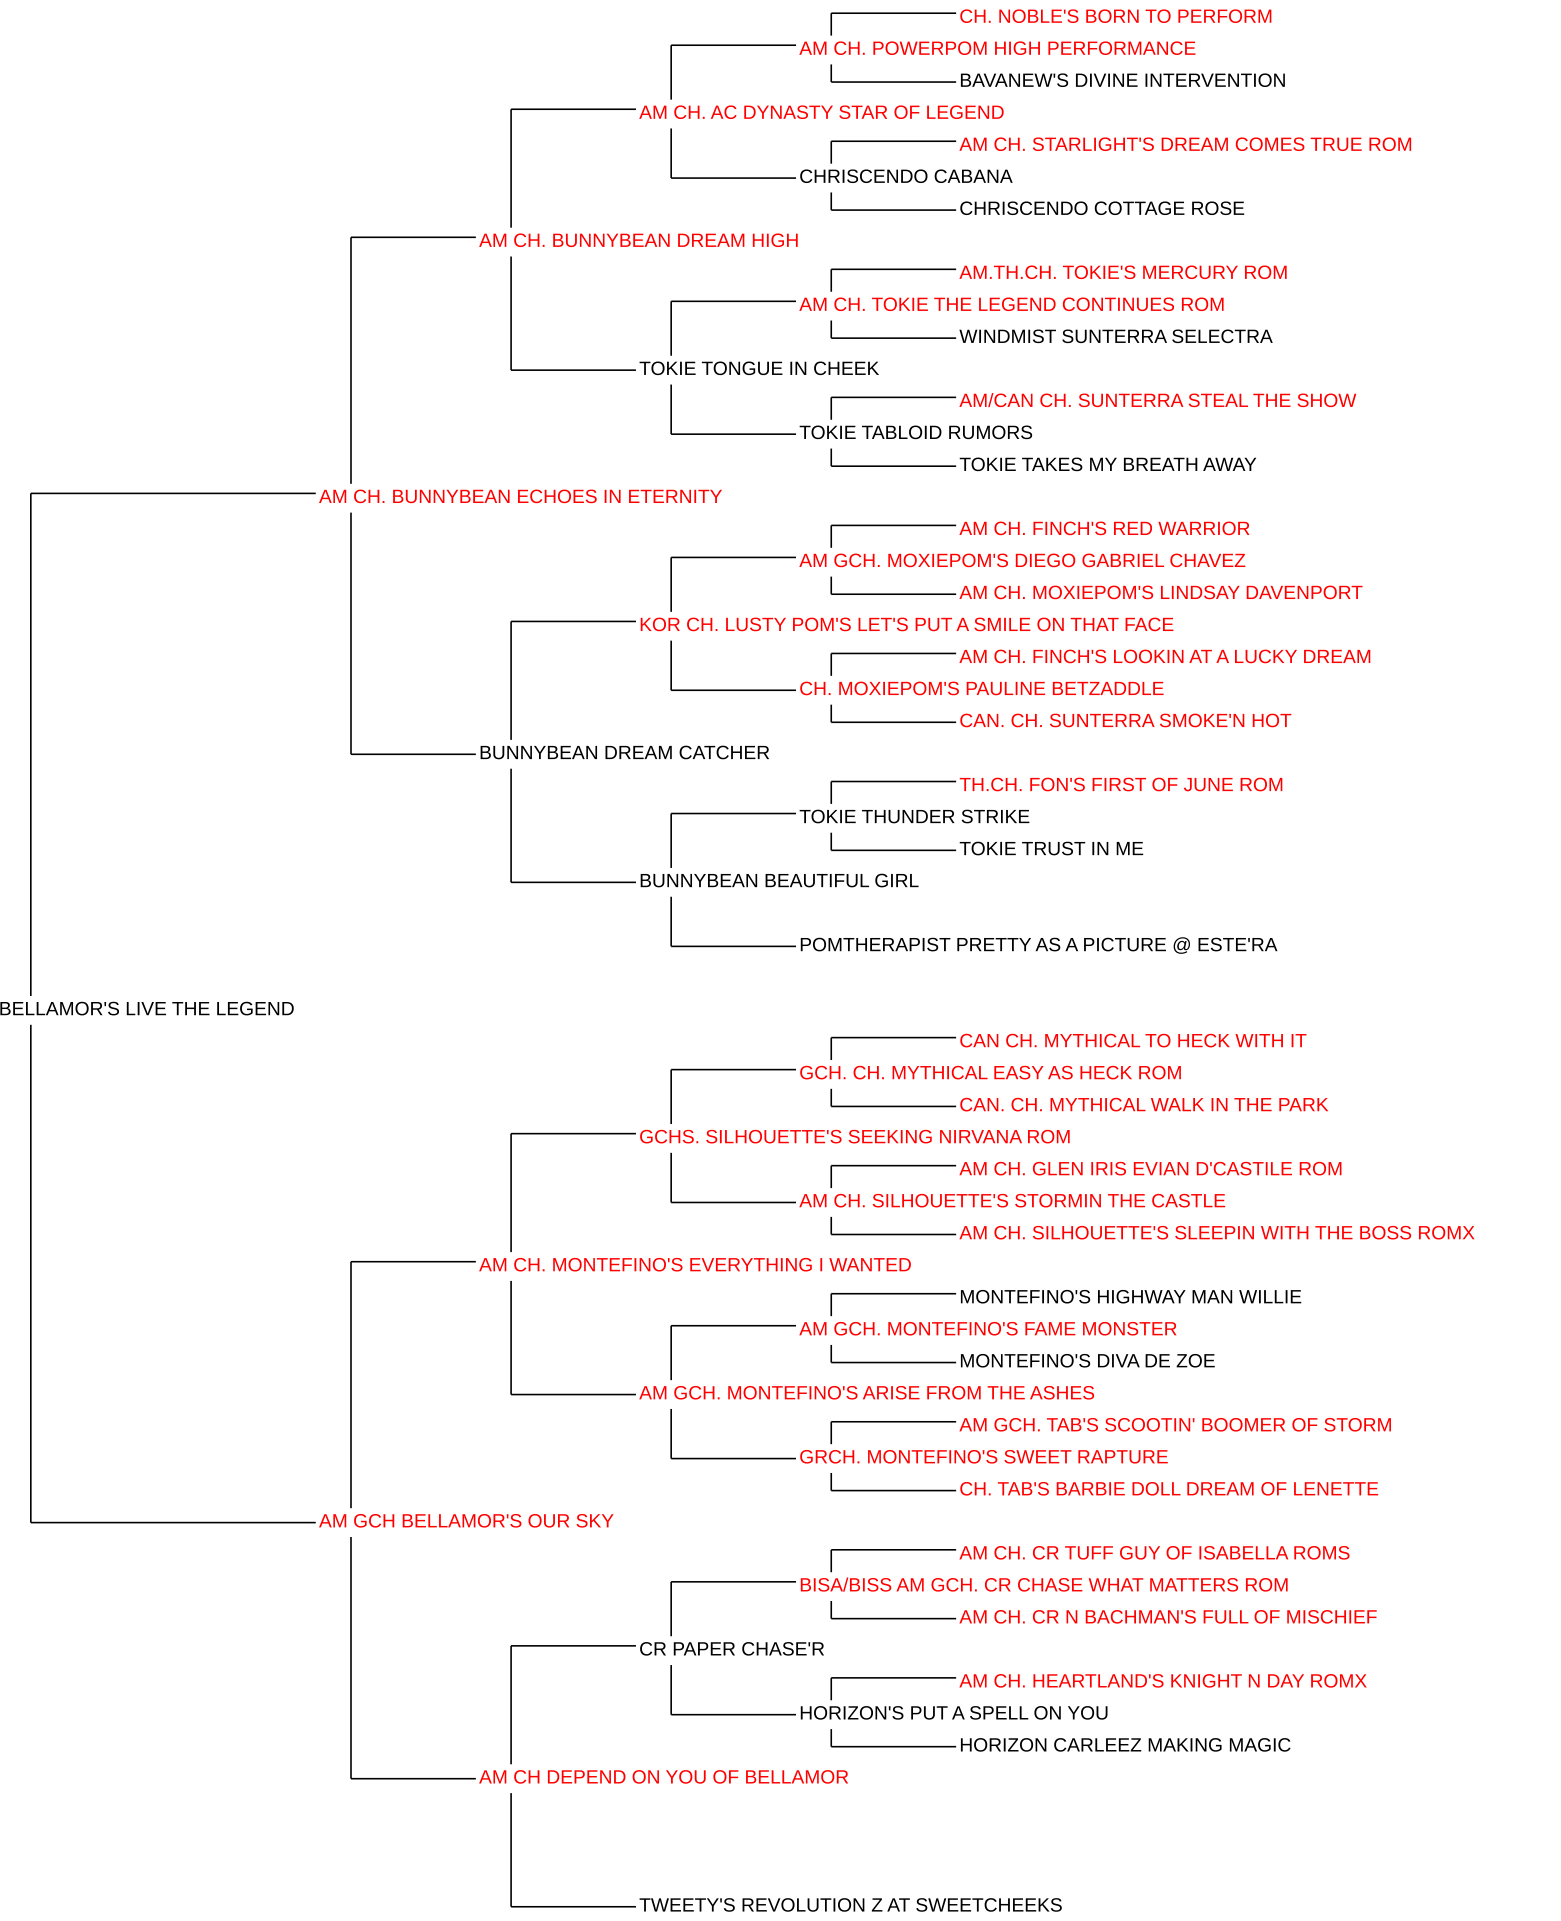 CH. NOBLE'S BORN TO PERFORM
AM CH. POWERPOM HIGH PERFORMANCE
BAVANEW'S DIVINE INTERVENTION
AM CH. AC DYNASTY STAR OF LEGEND
AM CH. STARLIGHT'S DREAM COMES TRUE ROM
CHRISCENDO CABANA
CHRISCENDO COTTAGE ROSE
AM CH. BUNNYBEAN DREAM HIGH
AM.TH.CH. TOKIE'S MERCURY ROM
AM CH. TOKIE THE LEGEND CONTINUES ROM
WINDMIST SUNTERRA SELECTRA
TOKIE TONGUE IN CHEEK
AM/CAN CH. SUNTERRA STEAL THE SHOW
TOKIE TABLOID RUMORS
TOKIE TAKES MY BREATH AWAY
AM CH. BUNNYBEAN ECHOES IN ETERNITY
AM CH. FINCH'S RED WARRIOR
AM GCH. MOXIEPOM'S DIEGO GABRIEL CHAVEZ
AM CH. MOXIEPOM'S LINDSAY DAVENPORT
KOR CH. LUSTY POM'S LET'S PUT A SMILE ON THAT FACE
AM CH. FINCH'S LOOKIN AT A LUCKY DREAM
CH. MOXIEPOM'S PAULINE BETZADDLE
CAN. CH. SUNTERRA SMOKE'N HOT
BUNNYBEAN DREAM CATCHER
TH.CH. FON'S FIRST OF JUNE ROM
TOKIE THUNDER STRIKE
TOKIE TRUST IN ME
BUNNYBEAN BEAUTIFUL GIRL
POMTHERAPIST PRETTY AS A PICTURE @ ESTE'RA
BELLAMOR'S LIVE THE LEGEND
CAN CH. MYTHICAL TO HECK WITH IT
GCH. CH. MYTHICAL EASY AS HECK ROM
CAN. CH. MYTHICAL WALK IN THE PARK
GCHS. SILHOUETTE'S SEEKING NIRVANA ROM
AM CH. GLEN IRIS EVIAN D'CASTILE ROM
AM CH. SILHOUETTE'S STORMIN THE CASTLE
AM CH. SILHOUETTE'S SLEEPIN WITH THE BOSS ROMX
AM CH. MONTEFINO'S EVERYTHING I WANTED
MONTEFINO'S HIGHWAY MAN WILLIE
AM GCH. MONTEFINO'S FAME MONSTER
MONTEFINO'S DIVA DE ZOE
AM GCH. MONTEFINO'S ARISE FROM THE ASHES
AM GCH. TAB'S SCOOTIN' BOOMER OF STORM
GRCH. MONTEFINO'S SWEET RAPTURE
CH. TAB'S BARBIE DOLL DREAM OF LENETTE
AM GCH BELLAMOR'S OUR SKY
AM CH. CR TUFF GUY OF ISABELLA ROMS
BISA/BISS AM GCH. CR CHASE WHAT MATTERS ROM
AM CH. CR N BACHMAN'S FULL OF MISCHIEF
CR PAPER CHASE'R
AM CH. HEARTLAND'S KNIGHT N DAY ROMX
HORIZON'S PUT A SPELL ON YOU
HORIZON CARLEEZ MAKING MAGIC
AM CH DEPEND ON YOU OF BELLAMOR
TWEETY'S REVOLUTION Z AT SWEETCHEEKS